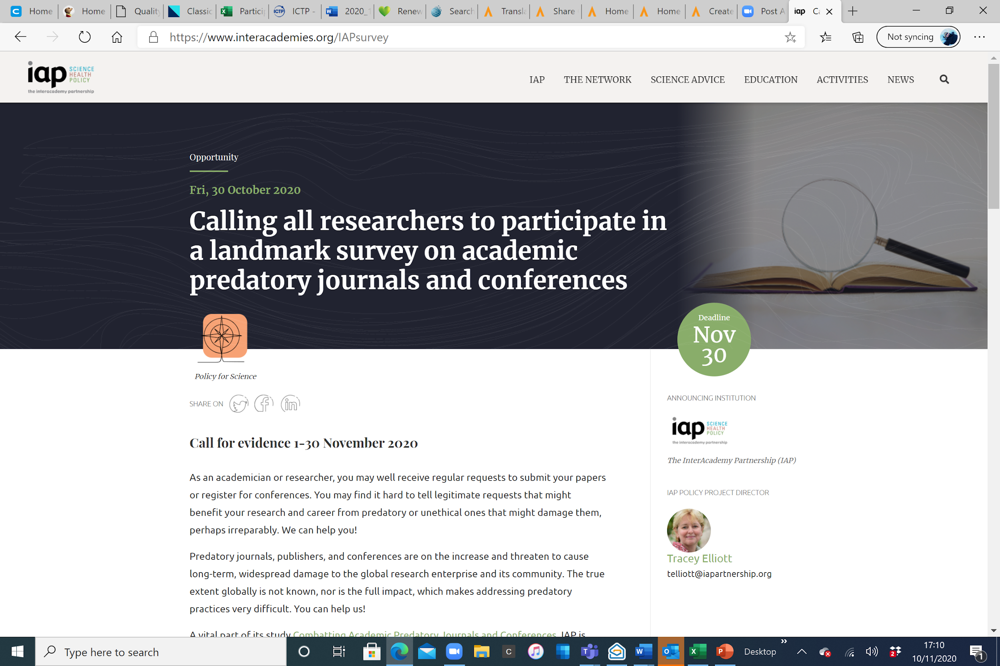 Home
Home
Quality
Classic
Partici
ICTP -
2020_1
Renew
Search
Transla
Share
Home
Home
Create
Post A
iap
https://www.interacademies.org/IAPsurvey
Not syncing
iap SCIENCE
HEALTH
POLICY
the interacademy partnership
IAP THE NETWORK SCIENCE ADVICE EDUCATION ACTIVITIES NEWS
Opportunity
Fri, 30 October 2020
Calling all researchers to participate in
a landmark survey on academic
predatory journals and conferences
Deadline
Nov
30
Policy for Science
SHARE ON
Call for evidence 1-30 November 2020
As an academician or researcher, you may well receive regular requests to submit your papers
or register for conferences. You may find it hard to tell legitimate requests that might
benefit your research and career from predatory or unethical ones that might damage them,
perhaps irreparably. We can help you!
Predatory journals, publishers, and conferences are on the increase and threaten to cause
long-term, widespread damage to the global research enterprise and its community. The true
extent globally is not known, nor is the full impact, which makes addressing predatory
practices very difficult. You can help us!
A vital part of its study Combatting Academic Predatory Journals and Conferences, IAP is
ANNOUNCING INSTITUTION
iap SCIENCE
HEALTH
POLICY
the interacademy partnership
The InterAcademy Partnership (IAP)
IAP POLICY PROJECT DIRECTOR
Tracey Elliott
telliott@iapartnership.org
Type here to search
Desktop
17:10
10/11/2020